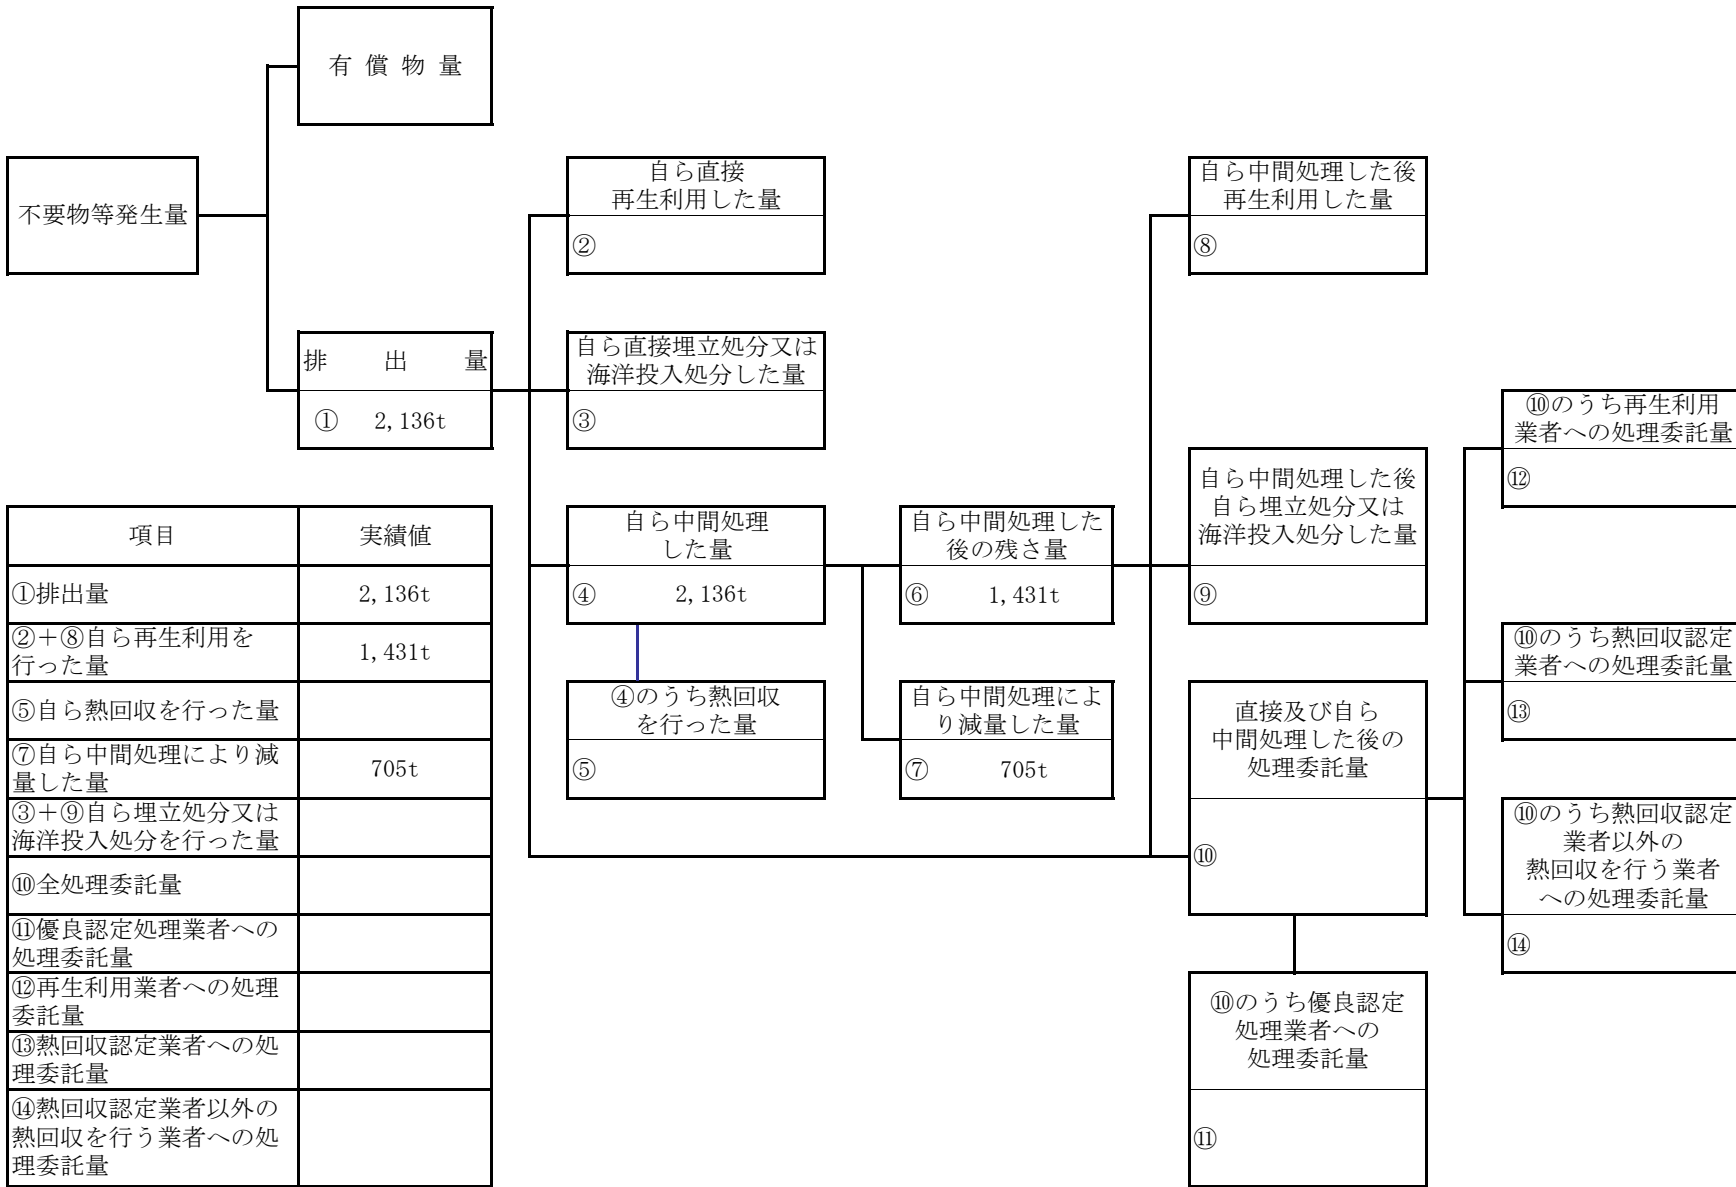 有 償 物 量
不要物等発生量
自ら直接
再生利用した量
②
自ら中間処理した後
再生利用した量
⑧
排 出 量
① 2,136t
自ら直接埋立処分又は
海洋投入処分した量
③
⑩のうち再生利用
業者への処理委託量
⑫
自ら中間処理した後
自ら埋立処分又は
海洋投入処分した量
⑨
自ら中間処理
した量
④ 2,136t
自ら中間処理した
後の残さ量
⑥ 1,431t
⑩のうち熱回収認定
業者への処理委託量
⑬
④のうち熱回収
を行った量
⑤
自ら中間処理によ
り減量した量
⑦ 705t
直接及び自ら
中間処理した後の
処理委託量
⑩
⑩のうち熱回収認定
業者以外の
熱回収を行う業者
への処理委託量
⑭
⑩のうち優良認定
処理業者への
処理委託量
⑪
項目 実績値
①排出量 2,136t
②+⑧自ら再生利用を
行った量 1,431t
⑤自ら熱回収を行った量
⑦自ら中間処理により減
量した量 705t
③+⑨自ら埋立処分又は
海洋投入処分を行った量
⑩全処理委託量
⑪優良認定処理業者への
処理委託量
⑫再生利用業者への処理
委託量
⑬熱回収認定業者への処
理委託量
⑭熱回収認定業者以外の
熱回収を行う業者への処
理委託量